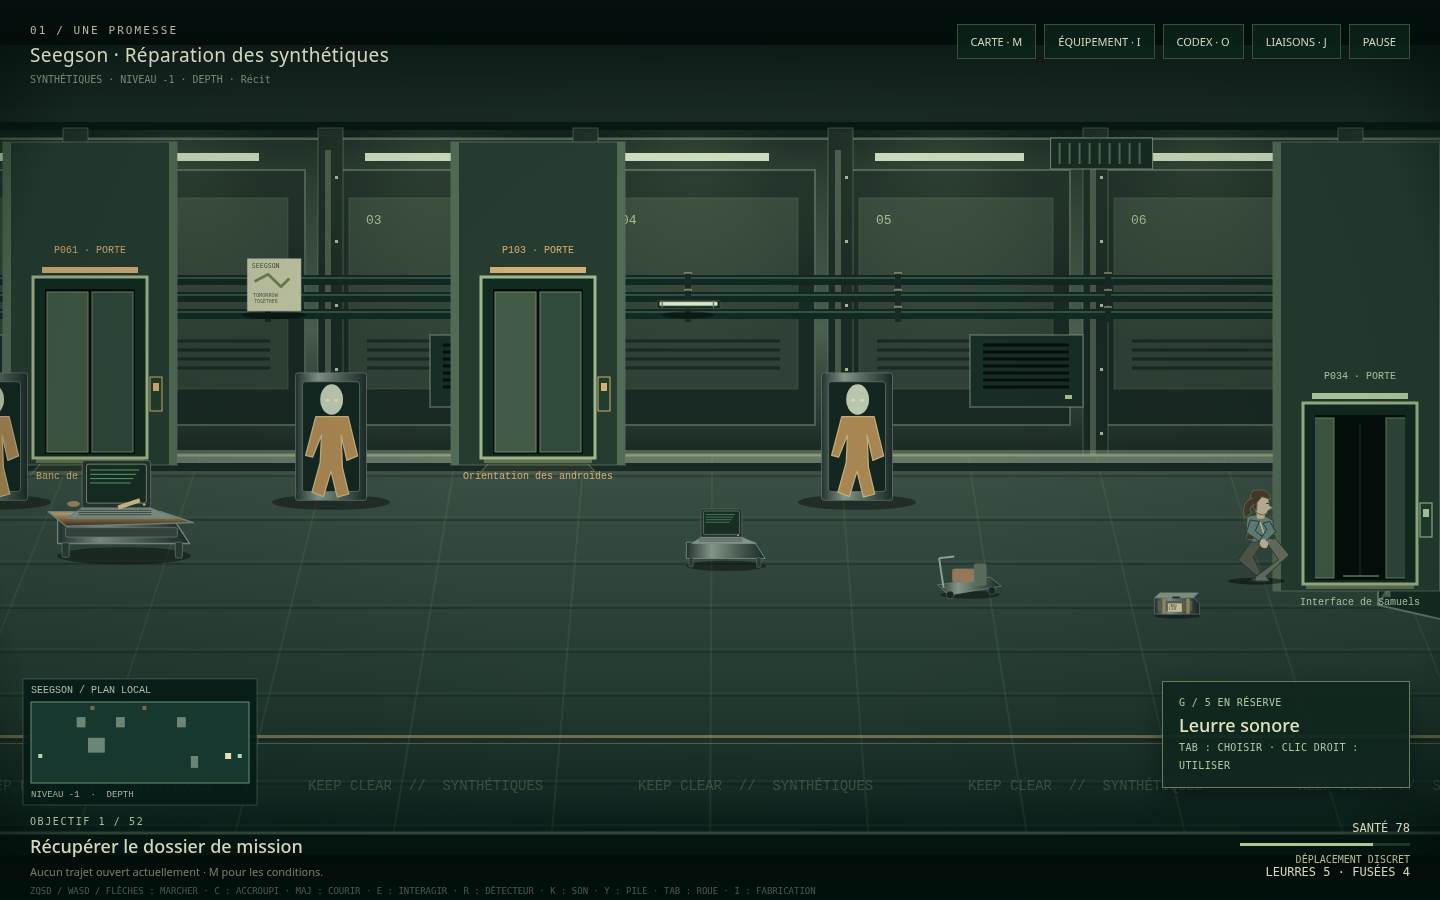 01 / UNE PROMESSE
Seegson · Réparation des synthétiques
SYNTHÉTIQUES · NIVEAU -1 · DEPTH · Récit
CARTE · M
ÉQUIPEMENT · I
CODEX · O
LIAISONS · J
PAUSE
03
04
05
06
P061 · PORTE
P103 · PORTE
P034 · PORTE
SEEGSON
TOMORROW
TOGETHER
Banc de
Orientation des androïdes
Interface de Samuels
SEEGSON / PLAN LOCAL
NIVEAU -1 · DEPTH
KEEP CLEAR // SYNTHÉTIQUES
KEEP CLEAR // SYNTHÉTIQUES
KEEP CLEAR // SYNTHÉT
G / 5 EN RÉSERVE
Leurre sonore
TAB : CHOISIR · CLIC DROIT :
UTILISER
OBJECTIF 1 / 52
Récupérer le dossier de mission
Aucun trajet ouvert actuellement · M pour les conditions.
ZQSD / WASD / FLÈCHES : MARCHER · C : ACCROUPI · MAJ : COURIR · E : INTERAGIR · R : DÉTECTEUR · K : SON · Y : PILE · TAB : ROUE · I : FABRICATION
SANTÉ 78
DÉPLACEMENT DISCRET
LEURRES 5 · FUSÉES 4